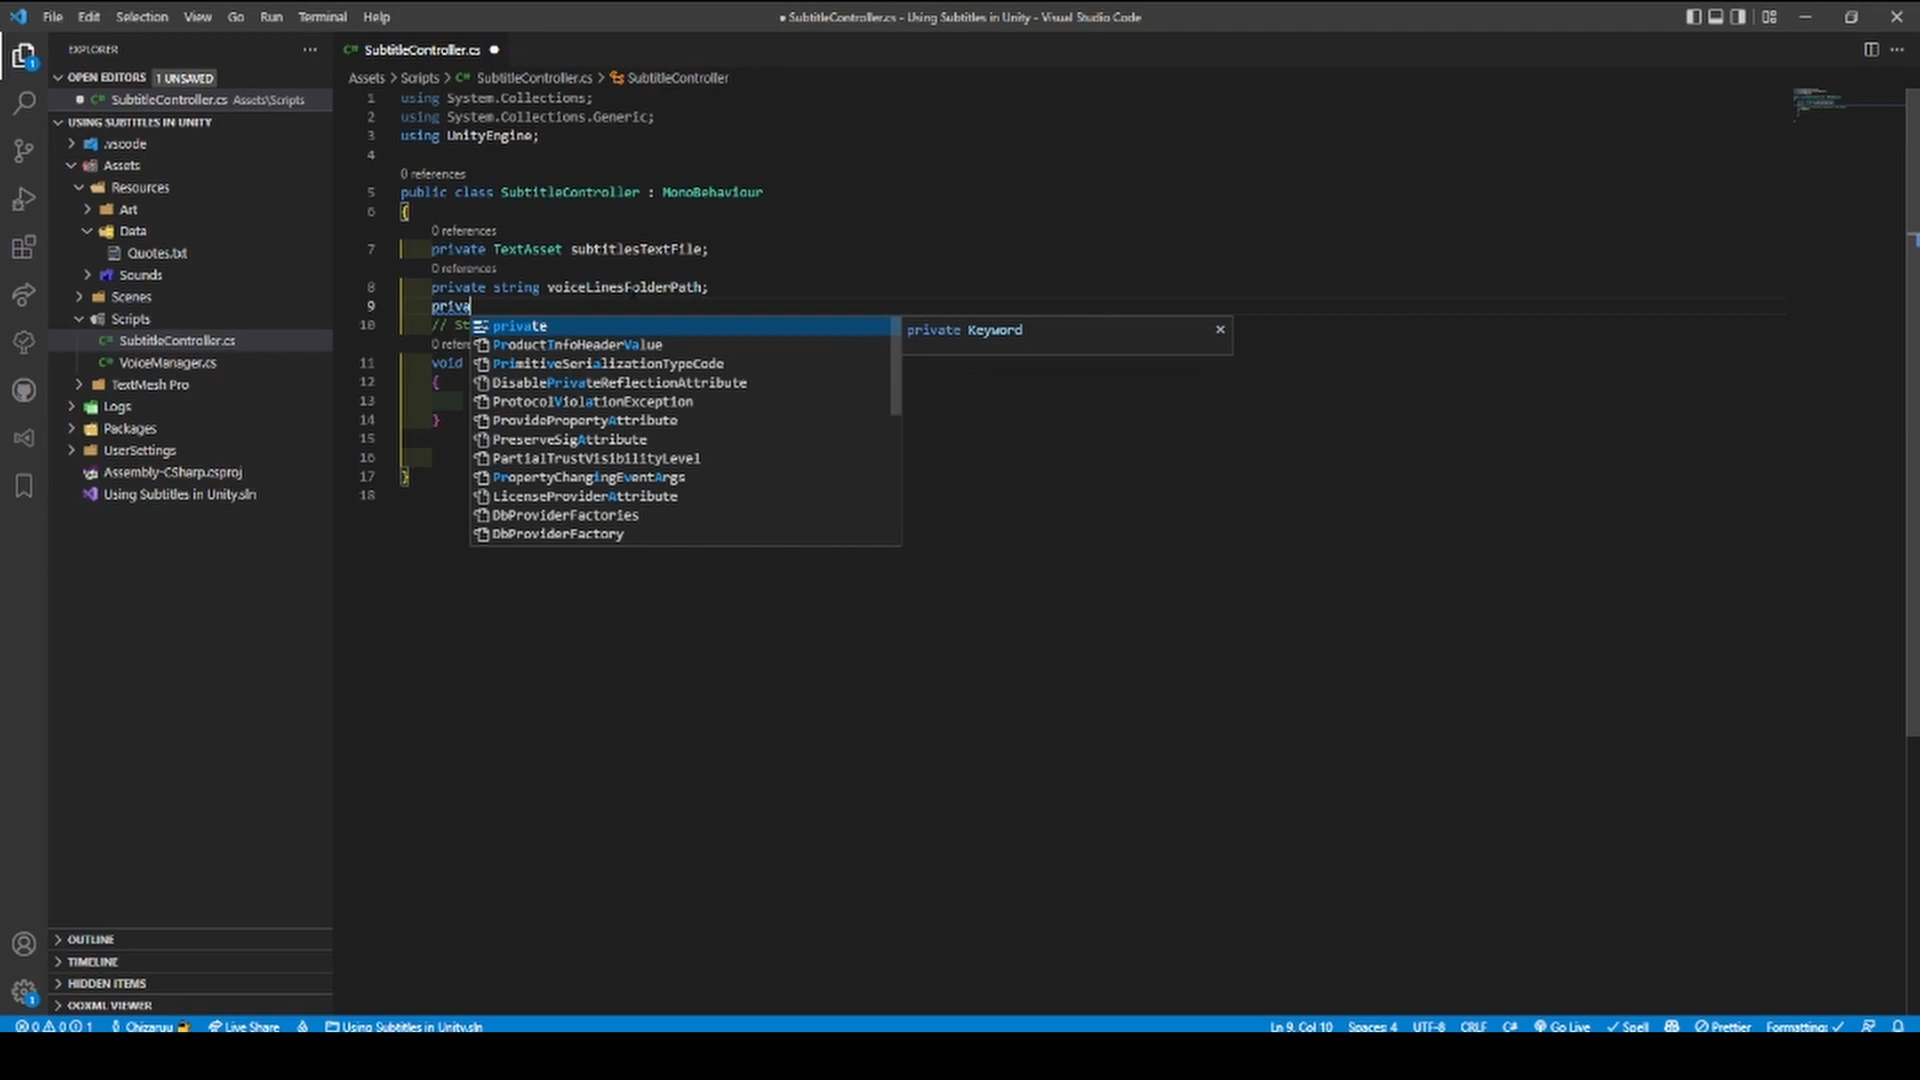 File Edit Selection View Go Run Terminal Help
● SubtitleController.cs - Using Subtitles in Unity - Visual Studio Code
EXPLORER
OPEN EDITORS 1 UNSAVED
SubtitleController.cs Assets\Scripts
USING SUBTITLES IN UNITY
.vscode
Assets
Resources
Art
Data
Quotes.txt
Sounds
Scenes
Scripts
SubtitleController.cs
VoiceManager.cs
TextMesh Pro
Logs
Packages
UserSettings
Assembly-CSharp.csproj
Using Subtitles in Unity.sln
OUTLINE
TIMELINE
HIDDEN ITEMS
OOXML VIEWER
SubtitleController.cs
Assets > Scripts > SubtitleController.cs > SubtitleController
1 using System.Collections;
2 using System.Collections.Generic;
3 using UnityEngine;
4
0 references
5 public class SubtitleController : MonoBehaviour
6 {
0 references
7 private TextAsset subtitlesTextFile;
0 references
8 private string voiceLinesFolderPath;
9 priva
10 // St
0 refere
11 void
12 {
13
14 }
15
16
17 }
18
private
ProductInfoHeaderValue
PrimitiveSerializationTypeCode
DisablePrivateReflectionAttribute
ProtocolViolationException
ProvidePropertyAttribute
PreserveSigAttribute
PartialTrustVisibilityLevel
PropertyChangingEventArgs
LicenseProviderAttribute
DbProviderFactories
DbProviderFactory
private Keyword
0 0 1 Chizaruu Live Share Using Subtitles in Unity.sln
Ln 9, Col 10 Spaces: 4 UTF-8 CRLF C# Go Live Spell Prettier Formatting: ✓